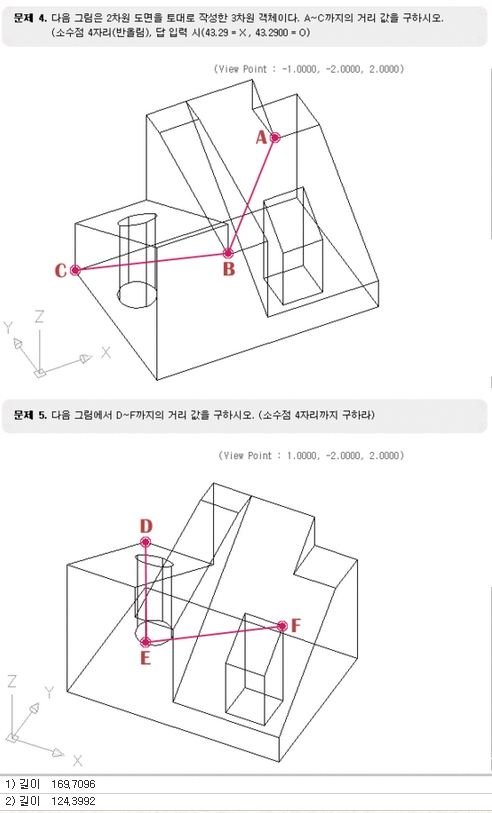 문제 4. 다음 그림은 2차원 도면을 토대로 작성한 3차원 객체이다. A~C까지의 거리 값을 구하시오.
(소수점 4자리(반올림), 답 입력 시(43.29 = X, 43.2900 = O)
(View Point : -1.0000, -2.0000, 2.0000)
A
B
C
Y
Z
X
문제 5. 다음 그림에서 D~F까지의 거리 값을 구하시오. (소수점 4자리까지 구하라)
(View Point : 1.0000, -2.0000, 2.0000)
D
F
E
Z
Y
X
1) 길이 169,7096
2) 길이 124,3992